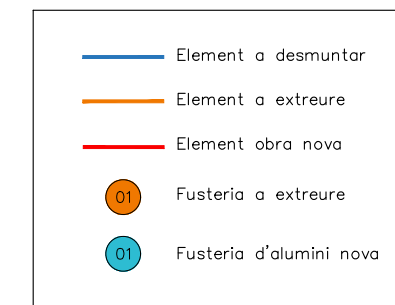 Element a desmuntar
Element a extreure
Element obra nova
01 Fusteria a extreure
01 Fusteria d'alumini nova